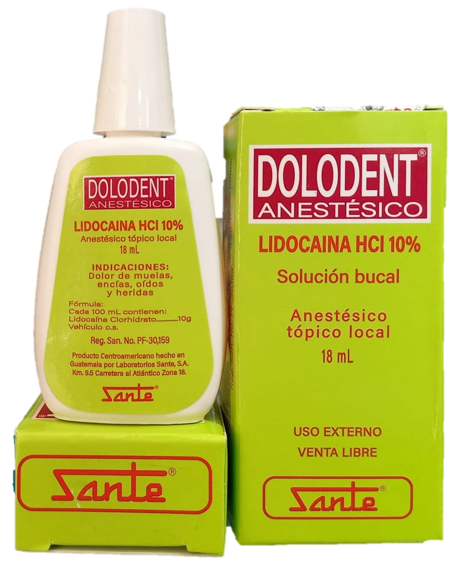 DOLODENT®
ANESTÉSICO
LIDOCAINA HCl 10%
Anestésico tópico local
18 mL
INDICACIONES:
Dolor de muelas,
encías, oídos
y heridas
Fórmula:
Cada 100 mL contienen:
Lidocaína Clorhidrato..........10g
Vehículo c.s.
Reg. San. No. PF-30,159
Producto Centroamericano hecho en
Guatemala por Laboratorios Sante, S.A.
Km. 9.5 Carretera al Atlántico Zona 18.
Sante®
Sante®
DOLODENT®
ANESTÉSICO
LIDOCAINA HCl 10%
Solución bucal
Anestésico
tópico local
18 mL
USO EXTERNO
VENTA LIBRE
Sante®